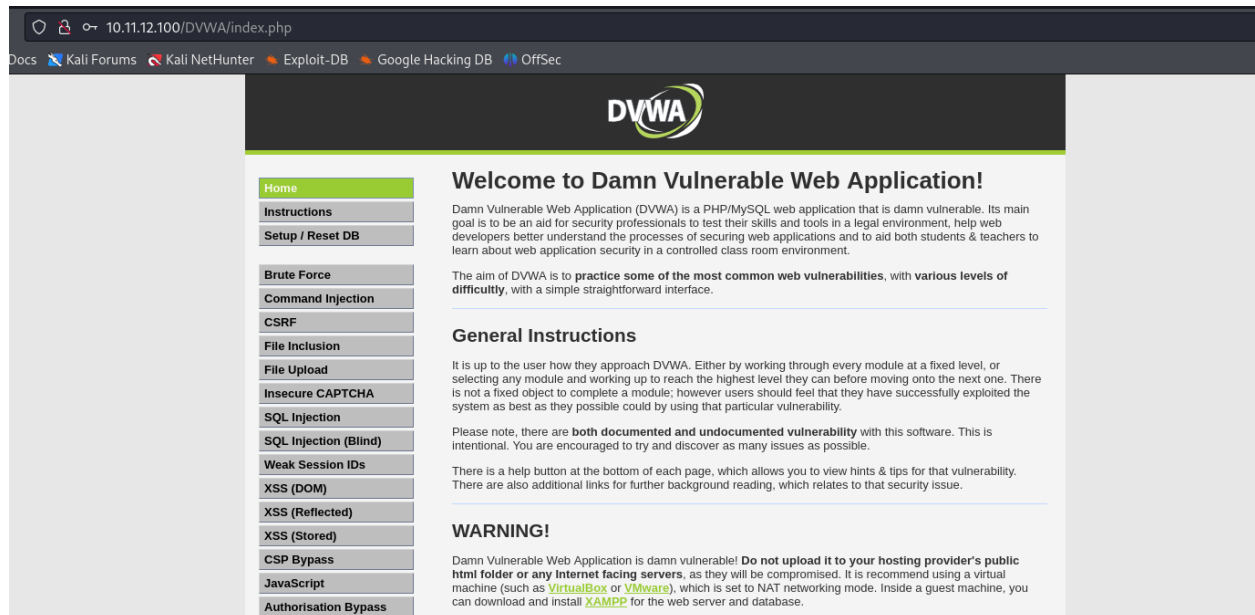 10.11.12.100/DVWA/index.php
Docs Kali Forums Kali NetHunter Exploit-DB Google Hacking DB OffSec
DVWA
Home
Instructions
Setup / Reset DB
Brute Force
Command Injection
CSRF
File Inclusion
File Upload
Insecure CAPTCHA
SQL Injection
SQL Injection (Blind)
Weak Session IDs
XSS (DOM)
XSS (Reflected)
XSS (Stored)
CSP Bypass
JavaScript
Authorisation Bypass
Welcome to Damn Vulnerable Web Application!
Damn Vulnerable Web Application (DVWA) is a PHP/MySQL web application that is damn vulnerable. Its main
goal is to be an aid for security professionals to test their skills and tools in a legal environment, help web
developers better understand the processes of securing web applications and to aid both students & teachers to
learn about web application security in a controlled class room environment.
The aim of DVWA is to practice some of the most common web vulnerabilities, with various levels of
difficultly, with a simple straightforward interface.
General Instructions
It is up to the user how they approach DVWA. Either by working through every module at a fixed level, or
selecting any module and working up to reach the highest level they can before moving onto the next one. There
is not a fixed object to complete a module; however users should feel that they have successfully exploited the
system as best as they possible could by using that particular vulnerability.
Please note, there are both documented and undocumented vulnerability with this software. This is
intentional. You are encouraged to try and discover as many issues as possible.
There is a help button at the bottom of each page, which allows you to view hints & tips for that vulnerability.
There are also additional links for further background reading, which relates to that security issue.
WARNING!
Damn Vulnerable Web Application is damn vulnerable! Do not upload it to your hosting provider's public
html folder or any Internet facing servers, as they will be compromised. It is recommend using a virtual
machine (such as VirtualBox or VMware), which is set to NAT networking mode. Inside a guest machine, you
can download and install XAMPP for the web server and database.